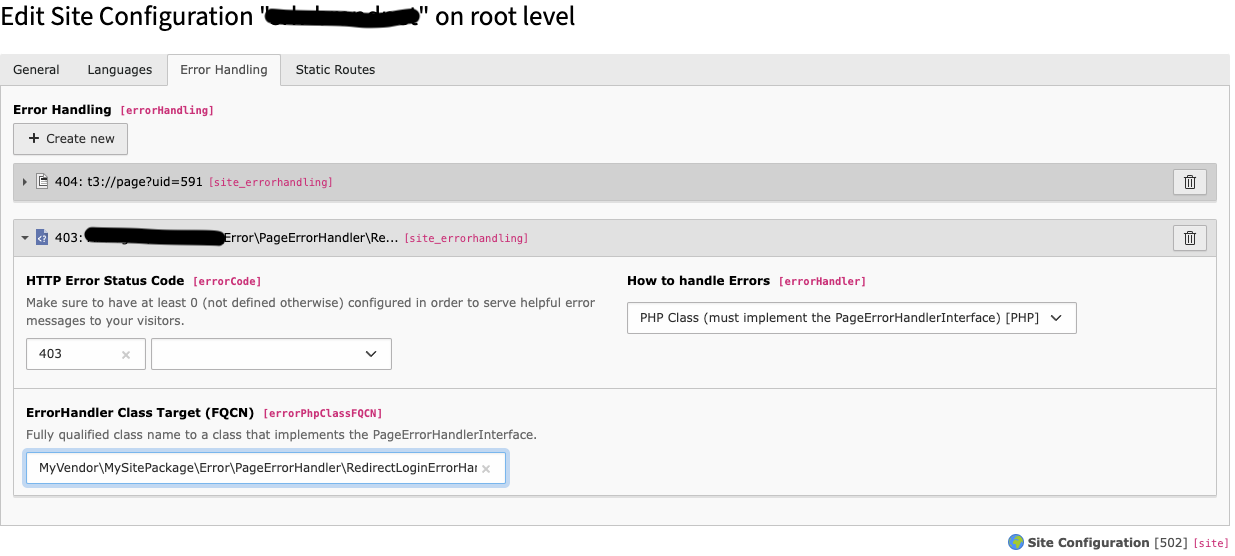 Edit Site Configuration "" on root level
General Languages Error Handling Static Routes
Error Handling [errorHandling]
+ Create new
404: t3://page?uid=591 [site_errorhandling]
403: Error\PageErrorHandler\Re... [site_errorhandling]
HTTP Error Status Code [errorCode]
Make sure to have at least 0 (not defined otherwise) configured in order to serve helpful error
messages to your visitors.
403
How to handle Errors [errorHandler]
PHP Class (must implement the PageErrorHandlerInterface) [PHP]
ErrorHandler Class Target (FQCN) [errorPhpClassFQCN]
Fully qualified class name to a class that implements the PageErrorHandlerInterface.
MyVendor\MySitePackage\Error\PageErrorHandler\RedirectLoginErrorHan
Site Configuration [502] [site]